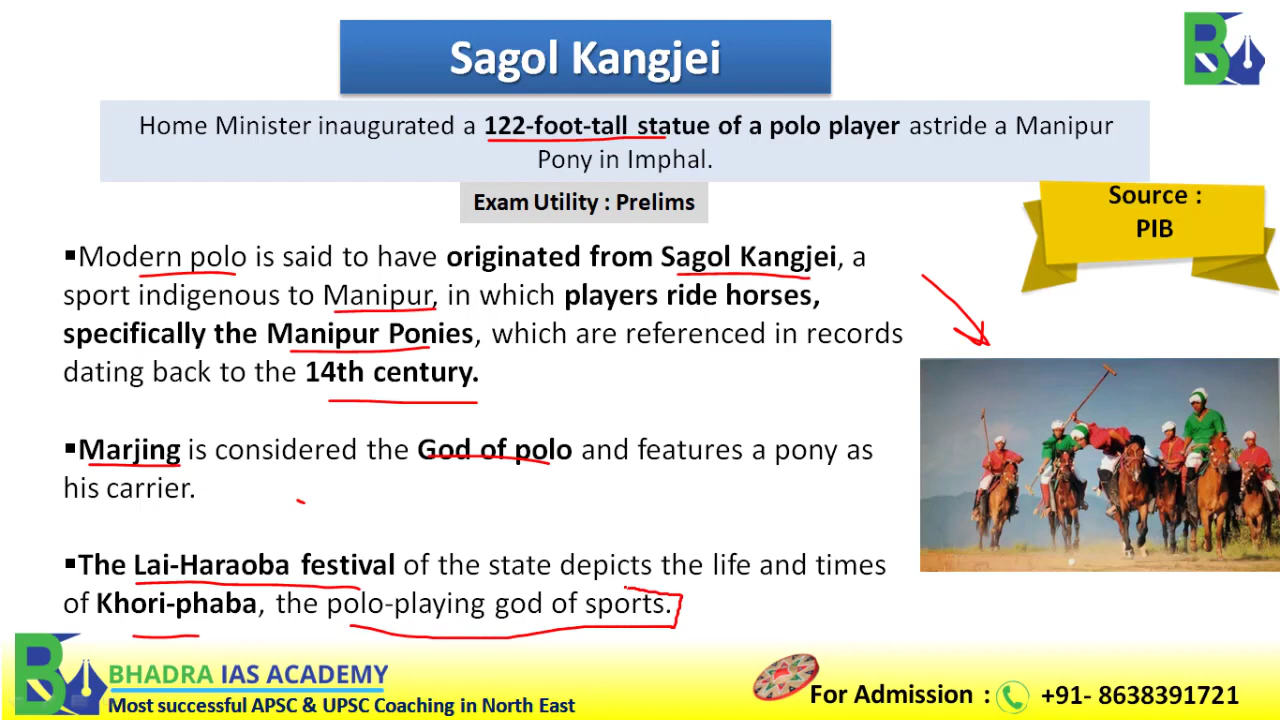 Sagol Kangjei
Home Minister inaugurated a 122-foot-tall statue of a polo player astride a Manipur
Pony in Imphal.
Exam Utility : Prelims
Source :
PIB
▪Modern polo is said to have originated from Sagol Kangjei, a
sport indigenous to Manipur, in which players ride horses,
specifically the Manipur Ponies, which are referenced in records
dating back to the 14th century.
▪Marjing is considered the God of polo and features a pony as
his carrier.
▪The Lai-Haraoba festival of the state depicts the life and times
of Khori-phaba, the polo-playing god of sports.
BHADRA IAS ACADEMY
Most successful APSC & UPSC Coaching in North East
For Admission : +91- 8638391721